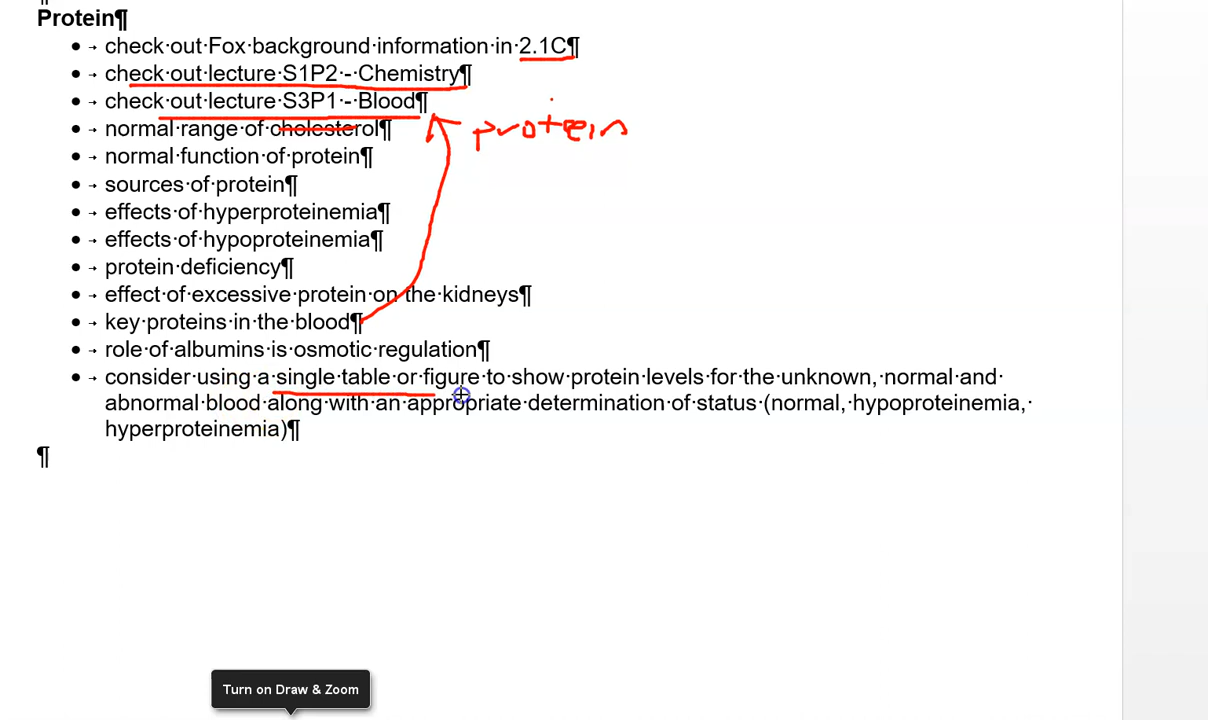 Protein¶
•→check·out·Fox·background·information·in·2.1C¶
•→check·out·lecture·S1P2·-·Chemistry¶
•→check·out·lecture·S3P1·-·Blood¶
•→normal·range·of·cholesterol¶ protein
•→normal·function·of·protein¶
•→sources·of·protein¶
•→effects·of·hyperproteinemia¶
•→effects·of·hypoproteinemia¶
•→protein·deficiency¶
•→effect·of·excessive·protein·on·the·kidneys¶
•→key·proteins·in·the·blood¶
•→role·of·albumins·is·osmotic·regulation¶
•→consider·using·a·single·table·or·figure·to·show·protein·levels·for·the·unknown,·normal·and·
abnormal·blood·along·with·an·appropriate·determination·of·status·(normal,·hypoproteinemia,·
hyperproteinemia)¶
¶
Turn on Draw & Zoom